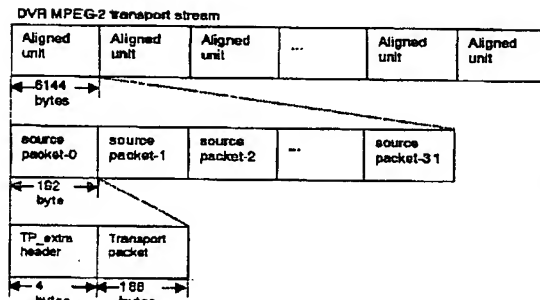 DVR MPEG-2 transport stream
Aligned unit
Aligned unit
Aligned unit
...
Aligned unit
Aligned unit
6144 bytes
source packet-0
source packet-1
source packet-2
...
source packet-31
192 byte
TP_extra header
Transport packet
4 bytes
188 bytes